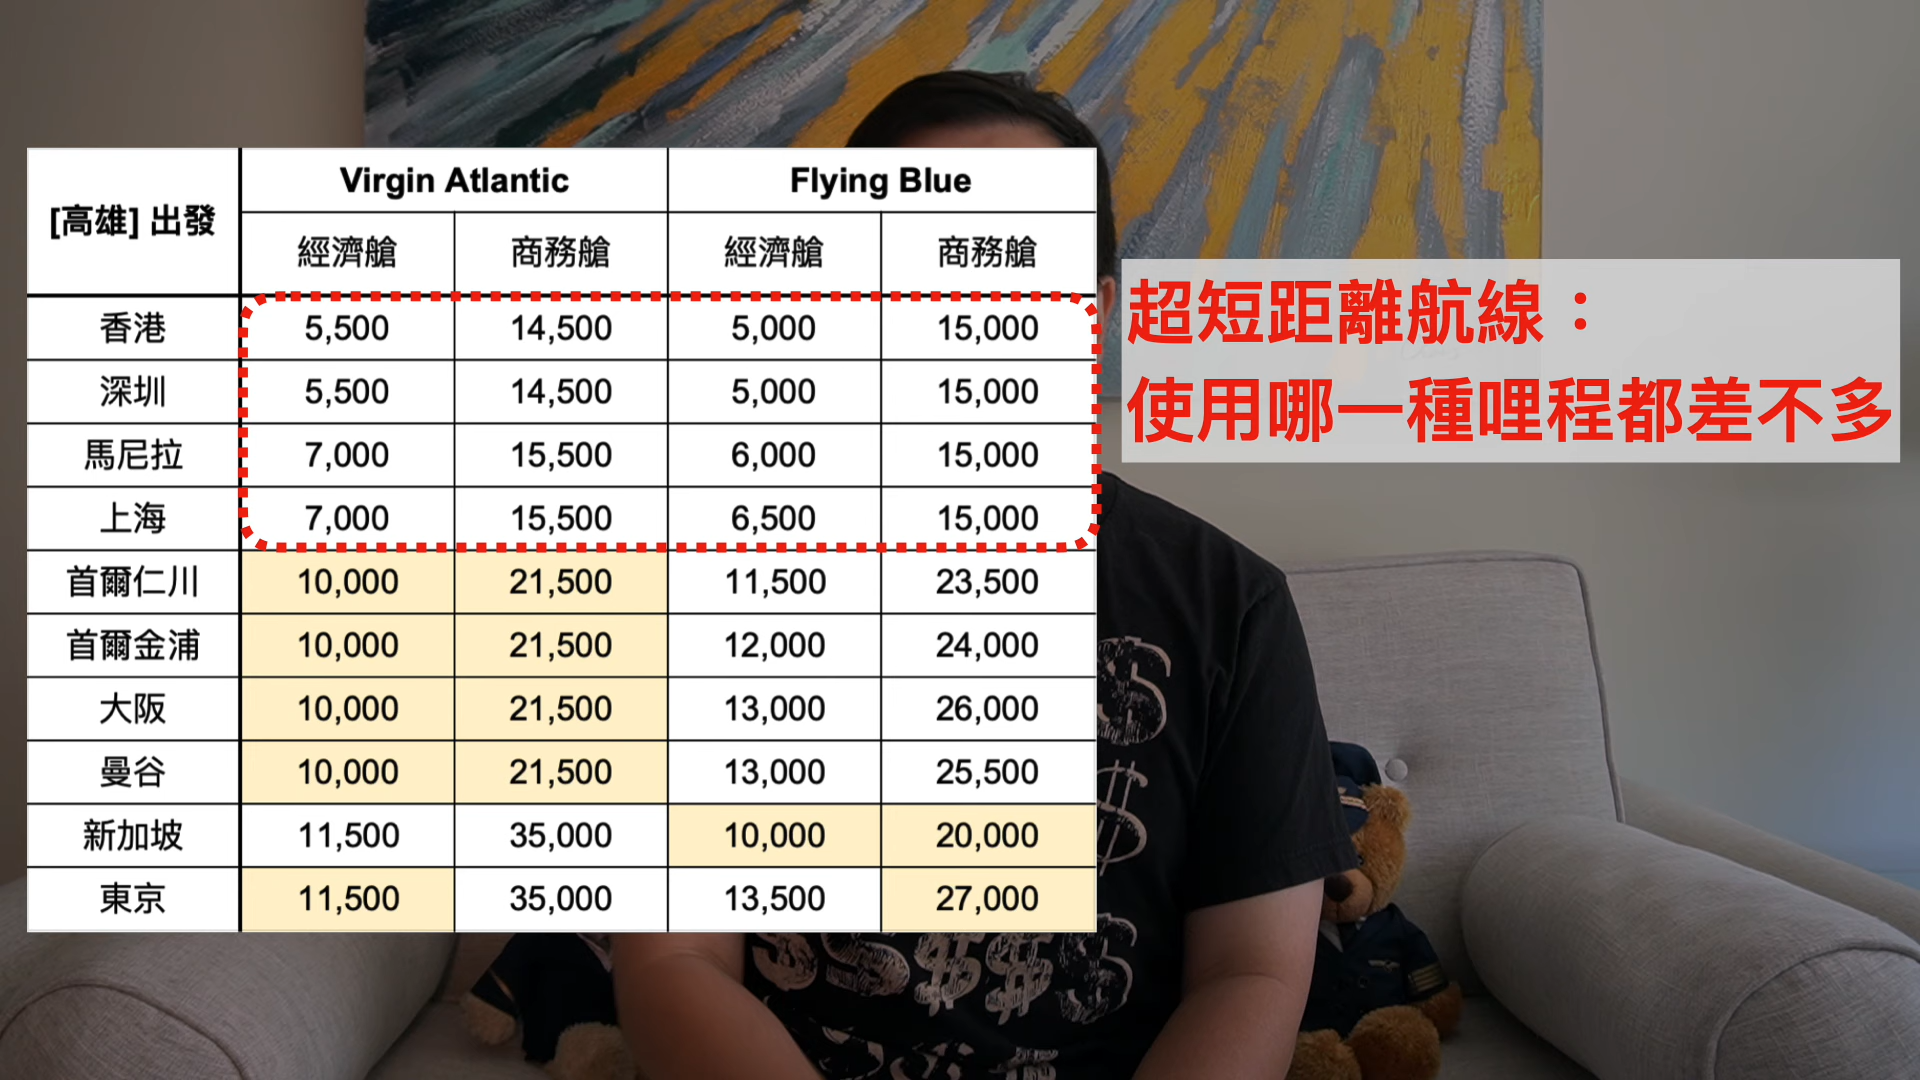 [高雄] 出發
Virgin Atlantic
Flying Blue
經濟艙 商務艙 經濟艙 商務艙
香港 5,500 14,500 5,000 15,000
深圳 5,500 14,500 5,000 15,000
馬尼拉 7,000 15,500 6,000 15,000
上海 7,000 15,500 6,500 15,000
首爾仁川 10,000 21,500 11,500 23,500
首爾金浦 10,000 21,500 12,000 24,000
大阪 10,000 21,500 13,000 26,000
曼谷 10,000 21,500 13,000 25,500
新加坡 11,500 35,000 10,000 20,000
東京 11,500 35,000 13,500 27,000
超短距離航線：
使用哪一種哩程都差不多